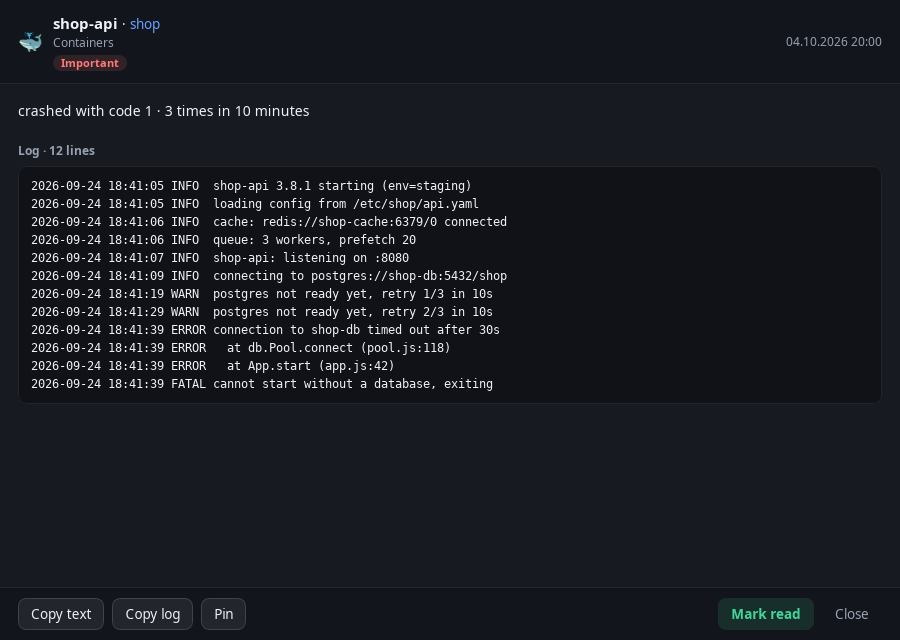 shop-api · shop
Containers
Important
04.10.2026 20:00
crashed with code 1 · 3 times in 10 minutes
Log · 12 lines
2026-09-24 18:41:05 INFO  shop-api 3.8.1 starting (env=staging)
2026-09-24 18:41:05 INFO  loading config from /etc/shop/api.yaml
2026-09-24 18:41:06 INFO  cache: redis://shop-cache:6379/0 connected
2026-09-24 18:41:06 INFO  queue: 3 workers, prefetch 20
2026-09-24 18:41:07 INFO  shop-api: listening on :8080
2026-09-24 18:41:09 INFO  connecting to postgres://shop-db:5432/shop
2026-09-24 18:41:19 WARN  postgres not ready yet, retry 1/3 in 10s
2026-09-24 18:41:29 WARN  postgres not ready yet, retry 2/3 in 10s
2026-09-24 18:41:39 ERROR connection to shop-db timed out after 30s
2026-09-24 18:41:39 ERROR   at db.Pool.connect (pool.js:118)
2026-09-24 18:41:39 ERROR   at App.start (app.js:42)
2026-09-24 18:41:39 FATAL cannot start without a database, exiting
Copy text
Copy log
Pin
Mark read
Close